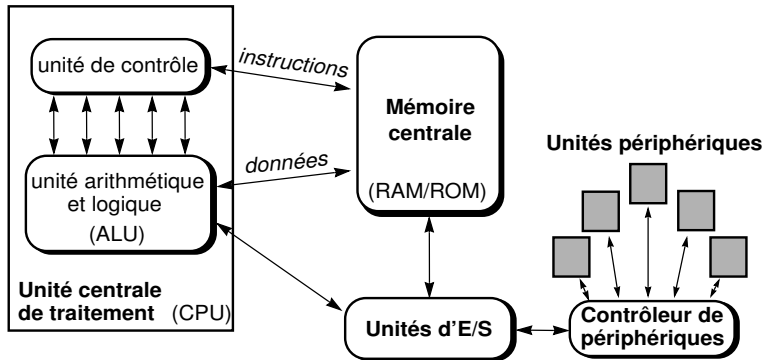 unité de contrôle
instructions
Mémoire
centrale
(RAM/ROM)
données
unité arithmétique
et logique
(ALU)
Unité centrale
de traitement (CPU)
Unités d'E/S
Unités périphériques
Contrôleur de
périphériques